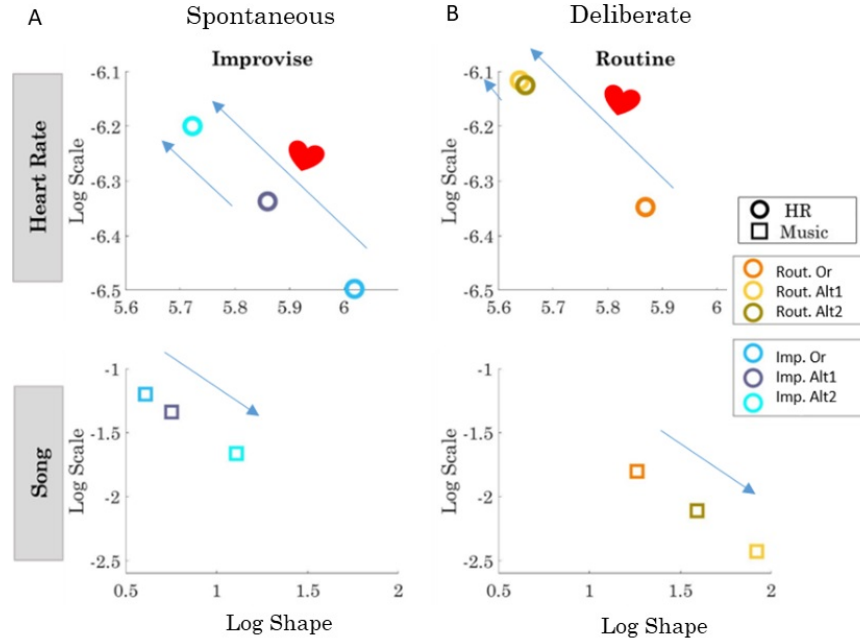 A
Spontaneous
B
Deliberate
Improvise
Routine
Heart Rate
Log Scale
-6.1
-6.2
-6.3
-6.4
-6.5
5.6
5.7
5.8
5.9
6
Log Scale
-6.1
-6.2
-6.3
-6.4
-6.5
5.6
5.7
5.8
5.9
6
HR
Music
Rout. Or
Rout. Alt1
Rout. Alt2
Imp. Or
Imp. Alt1
Imp. Alt2
Song
Log Scale
-1
-1.5
-2
-2.5
0.5
1
1.5
2
Log Shape
Log Scale
-1
-1.5
-2
-2.5
0.5
1
1.5
2
Log Shape